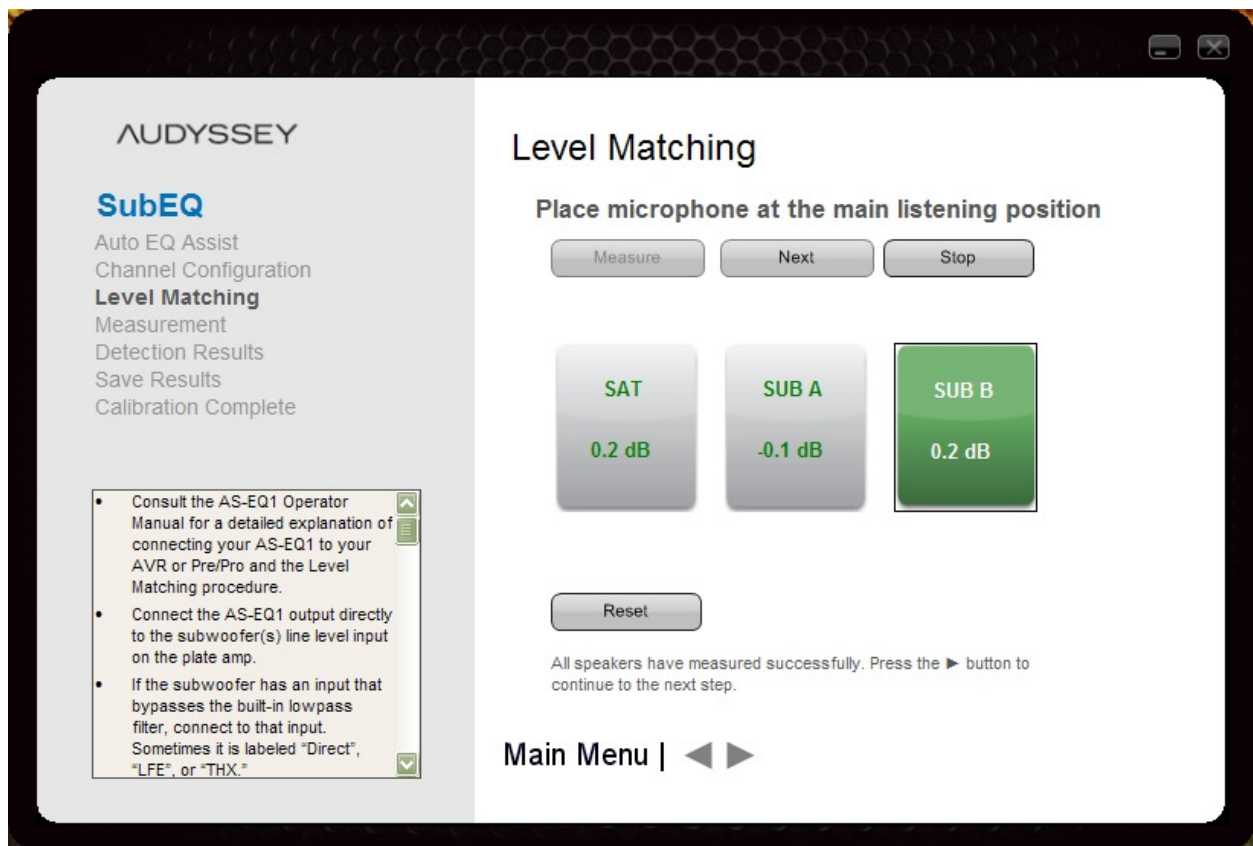 AUDYSSEY
SubEQ
Auto EQ Assist
Channel Configuration
Level Matching
Measurement
Detection Results
Save Results
Calibration Complete
• Consult the AS-EQ1 Operator
Manual for a detailed explanation of
connecting your AS-EQ1 to your
AVR or Pre/Pro and the Level
Matching procedure.
• Connect the AS-EQ1 output directly
to the subwoofer(s) line level input
on the plate amp.
• If the subwoofer has an input that
bypasses the built-in lowpass
filter, connect to that input.
Sometimes it is labeled “Direct”,
“LFE”, or “THX.”
Level Matching
Place microphone at the main listening position
Measure Next Stop
SAT SUB A SUB B
0.2 dB -0.1 dB 0.2 dB
Reset
All speakers have measured successfully. Press the ► button to
continue to the next step.
Main Menu | ◀ ▶